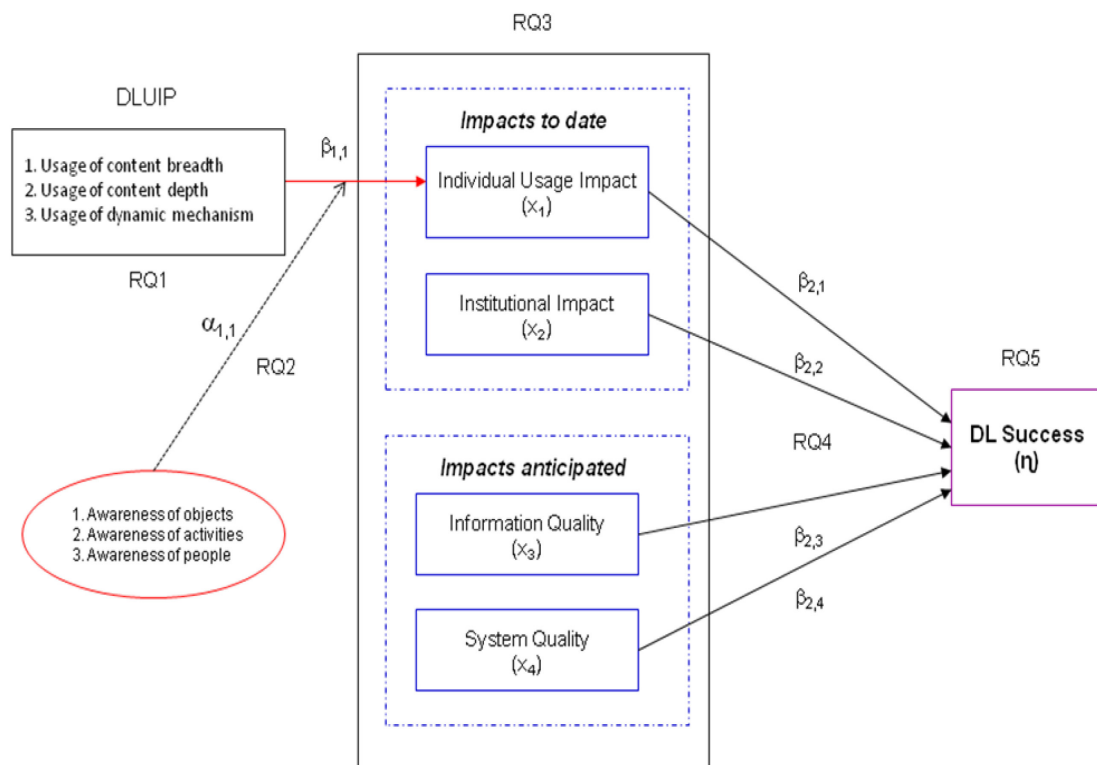 RQ3
DLUIP
1. Usage of content breadth
2. Usage of content depth
3. Usage of dynamic mechanism
RQ1
β1,1
α1,1
RQ2
1. Awareness of objects
2. Awareness of activities
3. Awareness of people
Impacts to date
Individual Usage Impact
(x1)
Institutional Impact
(x2)
Impacts anticipated
Information Quality
(x3)
System Quality
(x4)
β2,1
β2,2
RQ4
β2,3
β2,4
RQ5
DL Success
(η)